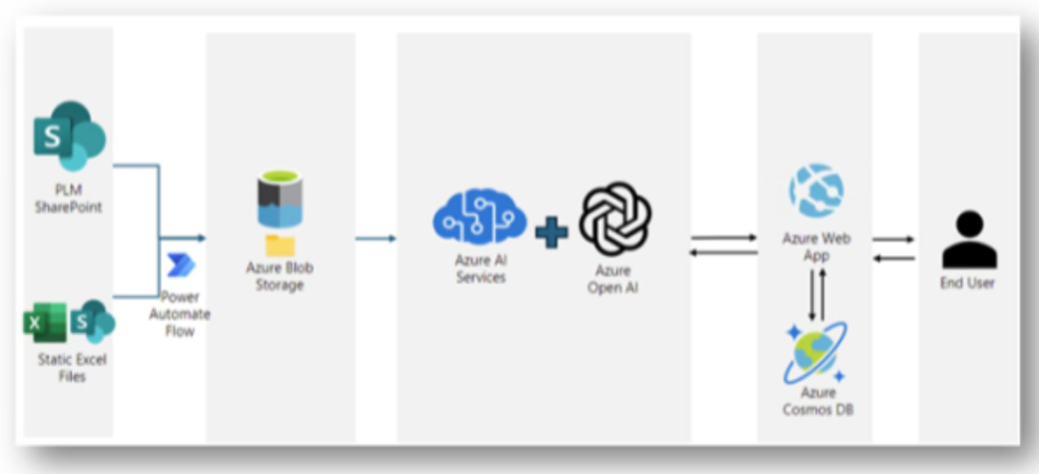 S
PLM
SharePoint
X
S
Static Excel
Files
Power
Automate
Flow
Azure Blob
Storage
Azure AI
Services
Azure
Open AI
Azure Web
App
Azure
Cosmos DB
End User